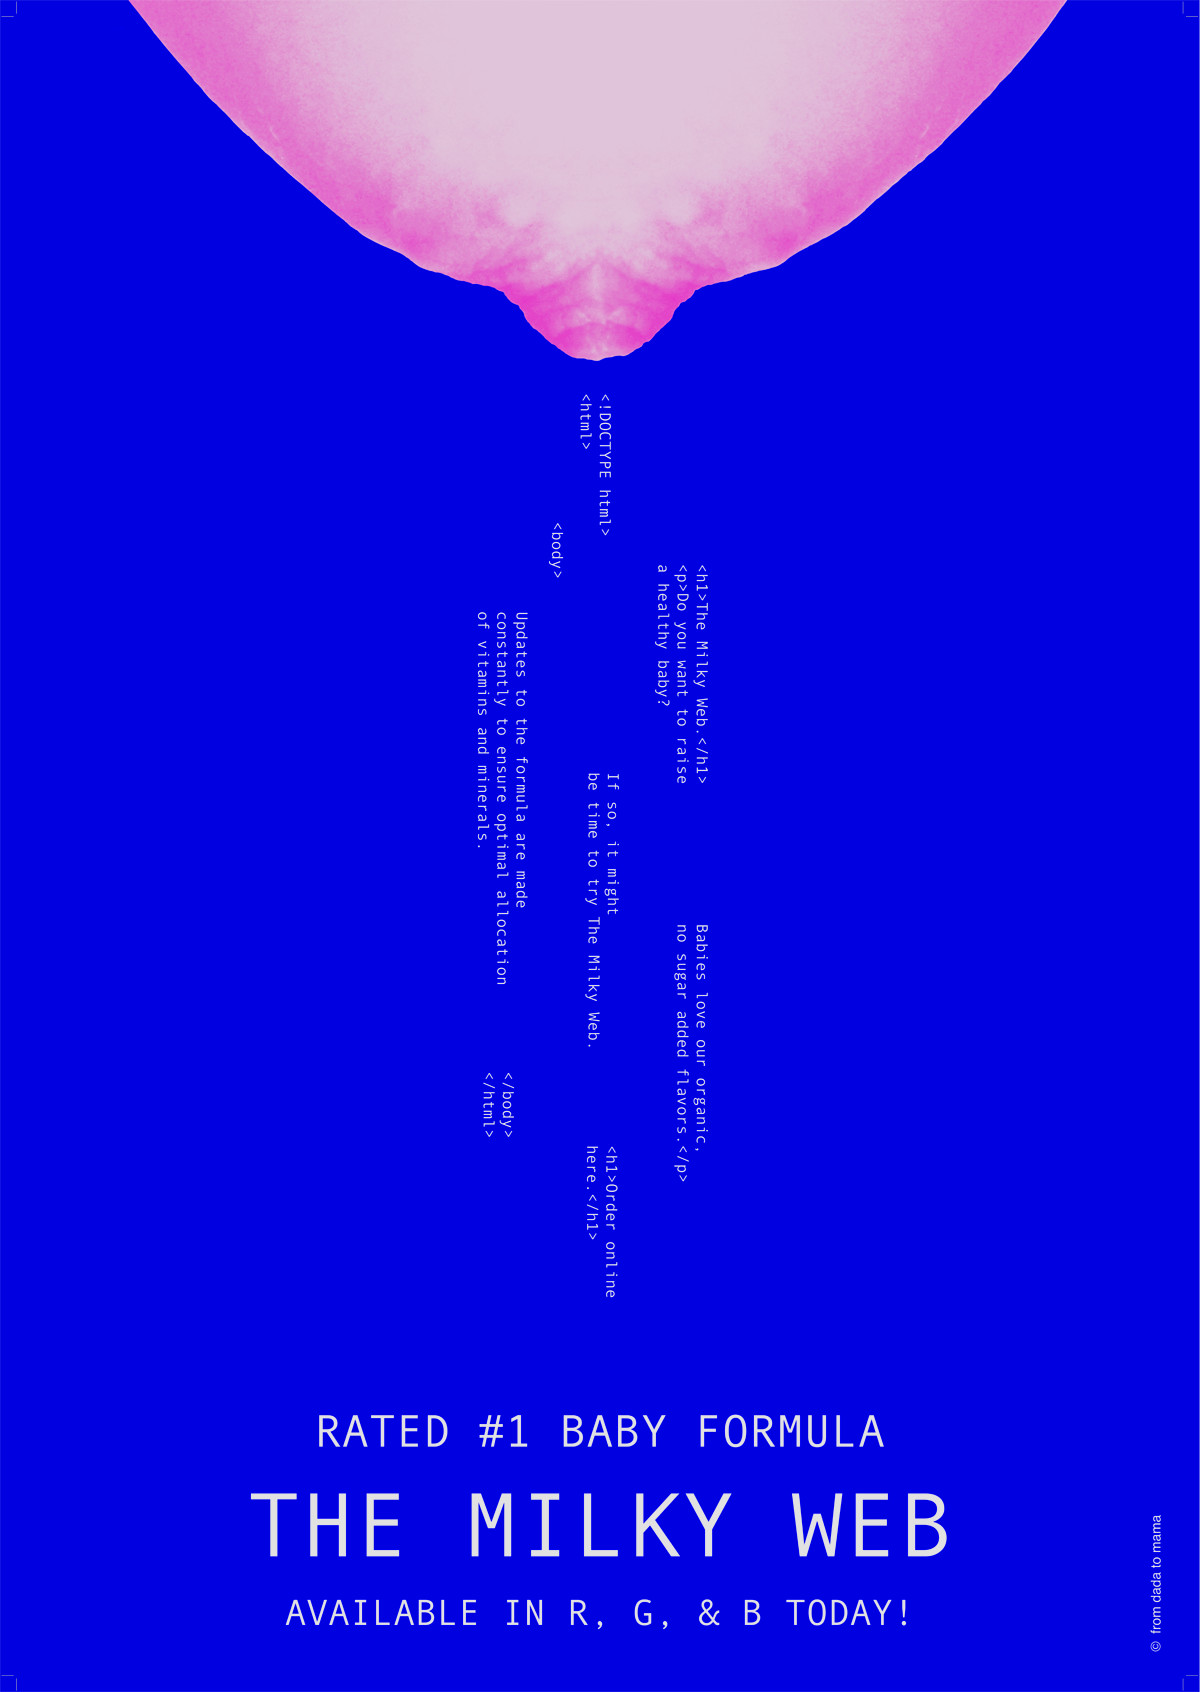 <!DOCTYPE html>
<html>
<body>
<h1>The Milky Web.</h1>
<p>Do you want to raise
a healthy baby?
If so, it might
be time to try The Milky Web.
Updates to the formula are made
constantly to ensure optimal allocation
of vitamins and minerals.
Babies love our organic,
no sugar added flavors.</p>
<h1>Order online
here.</h1>
</body>
</html>
RATED #1 BABY FORMULA
THE MILKY WEB
AVAILABLE IN R, G, & B TODAY!
© from dada to mama